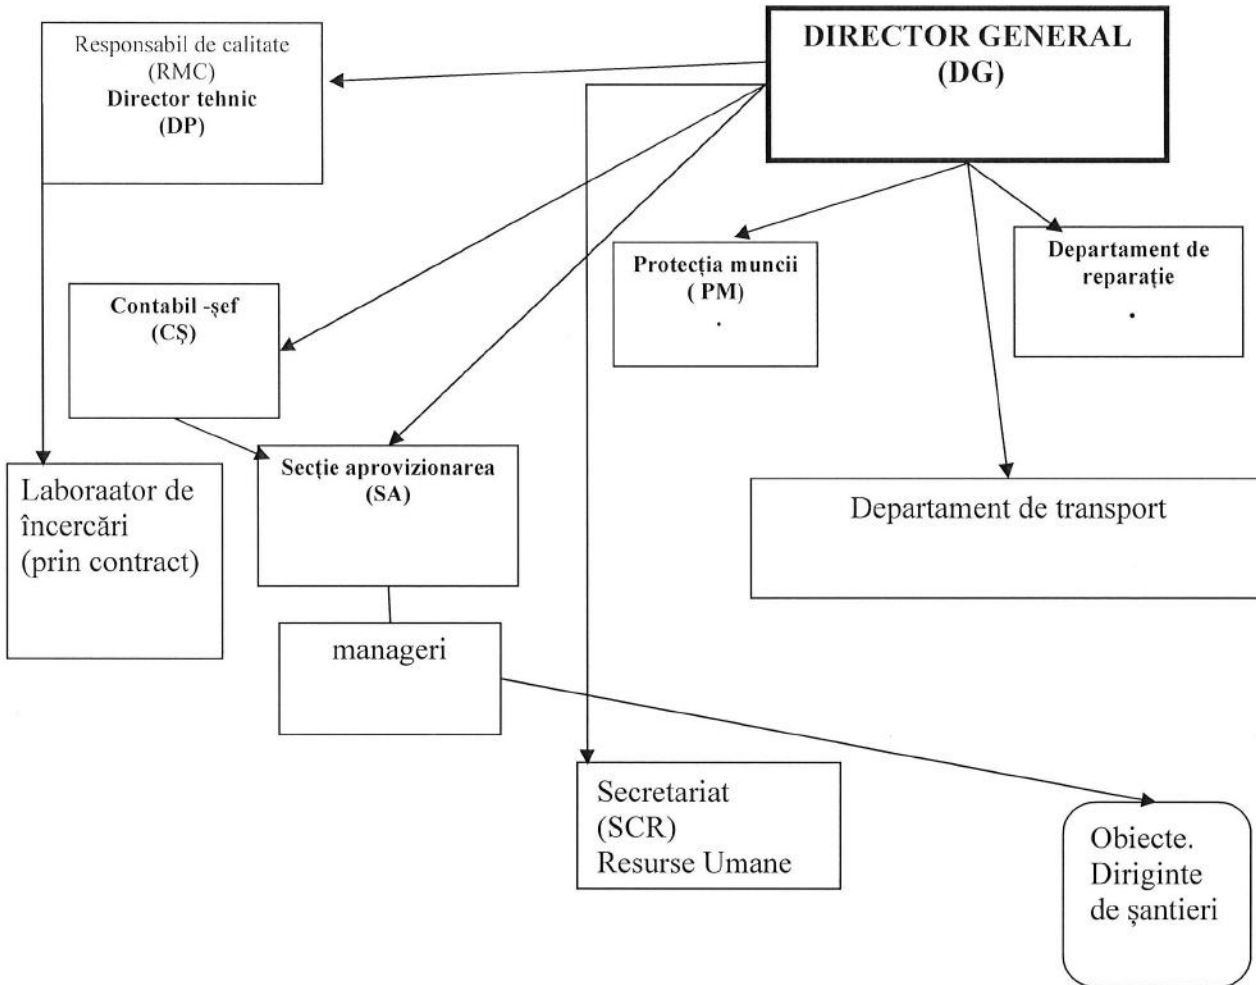 Responsabil de calitate
(RMC)
Director tehnic
(DP)
DIRECTOR GENERAL
(DG)
Protecția muncii
( PM)
.
Departament de
reparație
.
Contabil -șef
(CȘ)
Secție aprovizionarea
(SA)
Laboraator de
încercări
(prin contract)
Departament de transport
manageri
Secretariat
(SCR)
Resurse Umane
Obiecte.
Diriginte
de șantieri